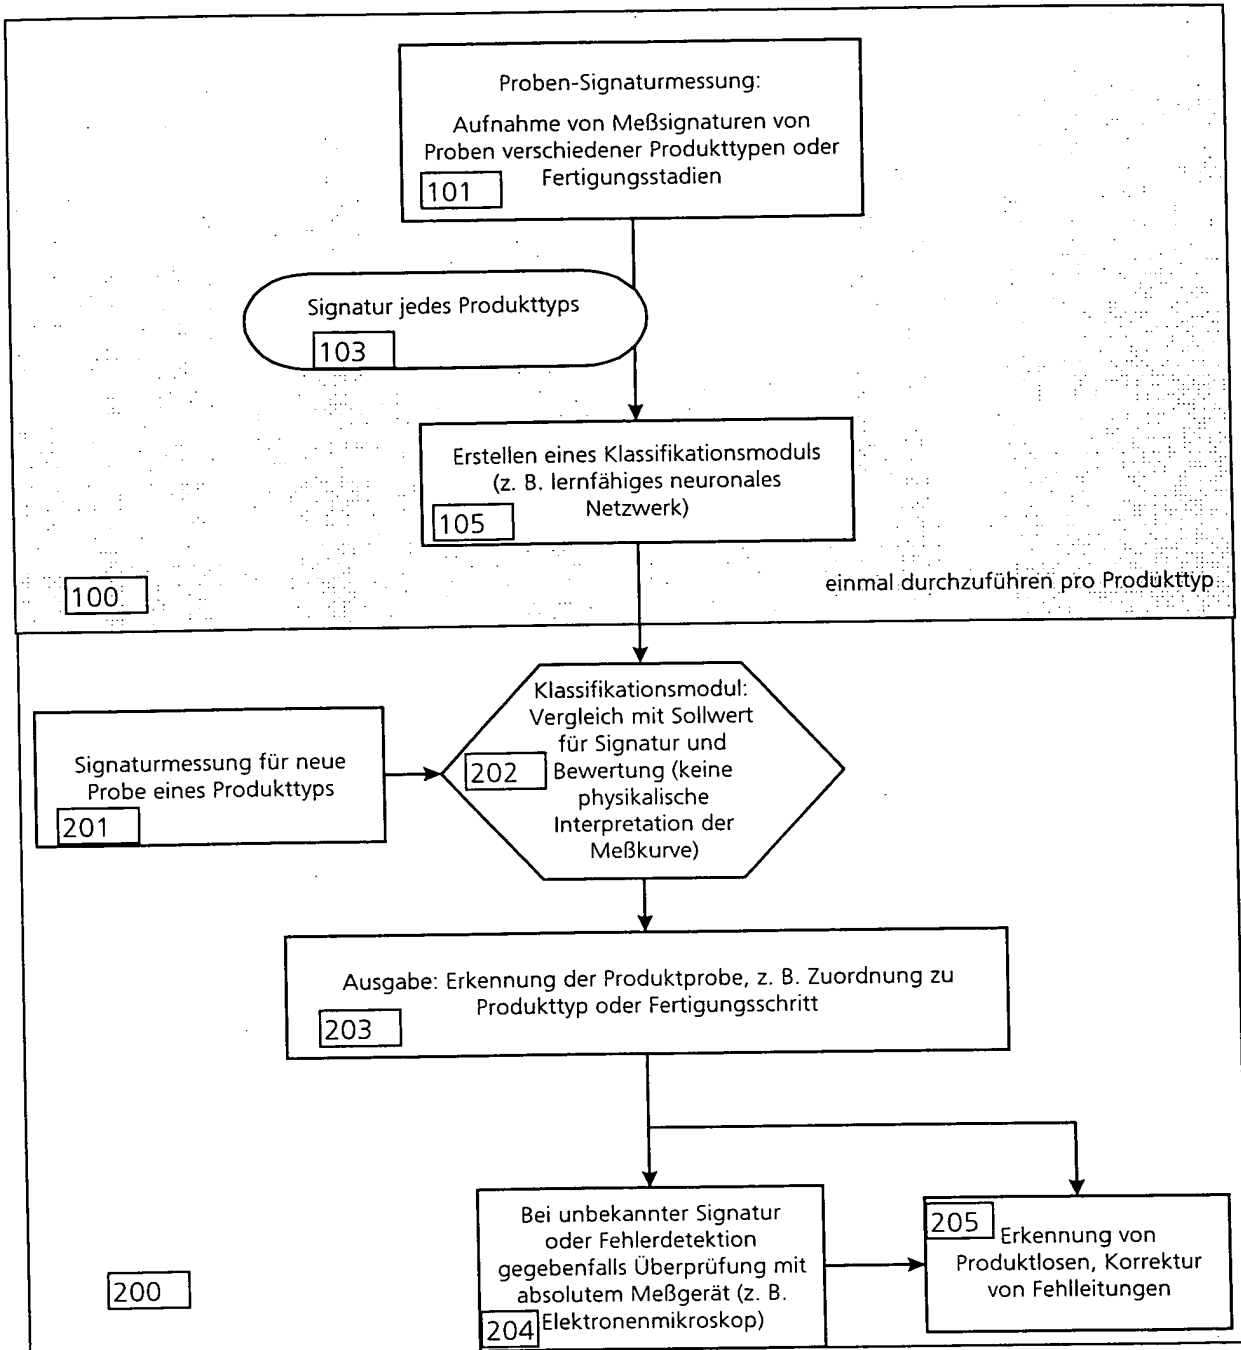 Proben-Signaturmessung:
Aufnahme von Meßsignaturen von
Proben verschiedener Produkttypen oder
Fertigungsstadien
101
Signatur jedes Produkttyps
103
Erstellen eines Klassifikationsmoduls
(z. B. lernfähiges neuronales
Netzwerk)
105
100
einmal durchzuführen pro Produkttyp
Klassifikationsmodul:
Vergleich mit Sollwert
für Signatur und
Bewertung (keine
physikalische
Interpretation der
Meßkurve)
202
Signaturmessung für neue
Probe eines Produkttyps
201
Ausgabe: Erkennung der Produktprobe, z. B. Zuordnung zu
Produkttyp oder Fertigungsschritt
203
Bei unbekannter Signatur
oder Fehlerdetektion
gegebenfalls Überprüfung mit
absolutem Meßgerät (z. B.
Elektronenmikroskop)
204
205
Erkennung von
Produktlosen, Korrektur
von Fehlleitungen
200